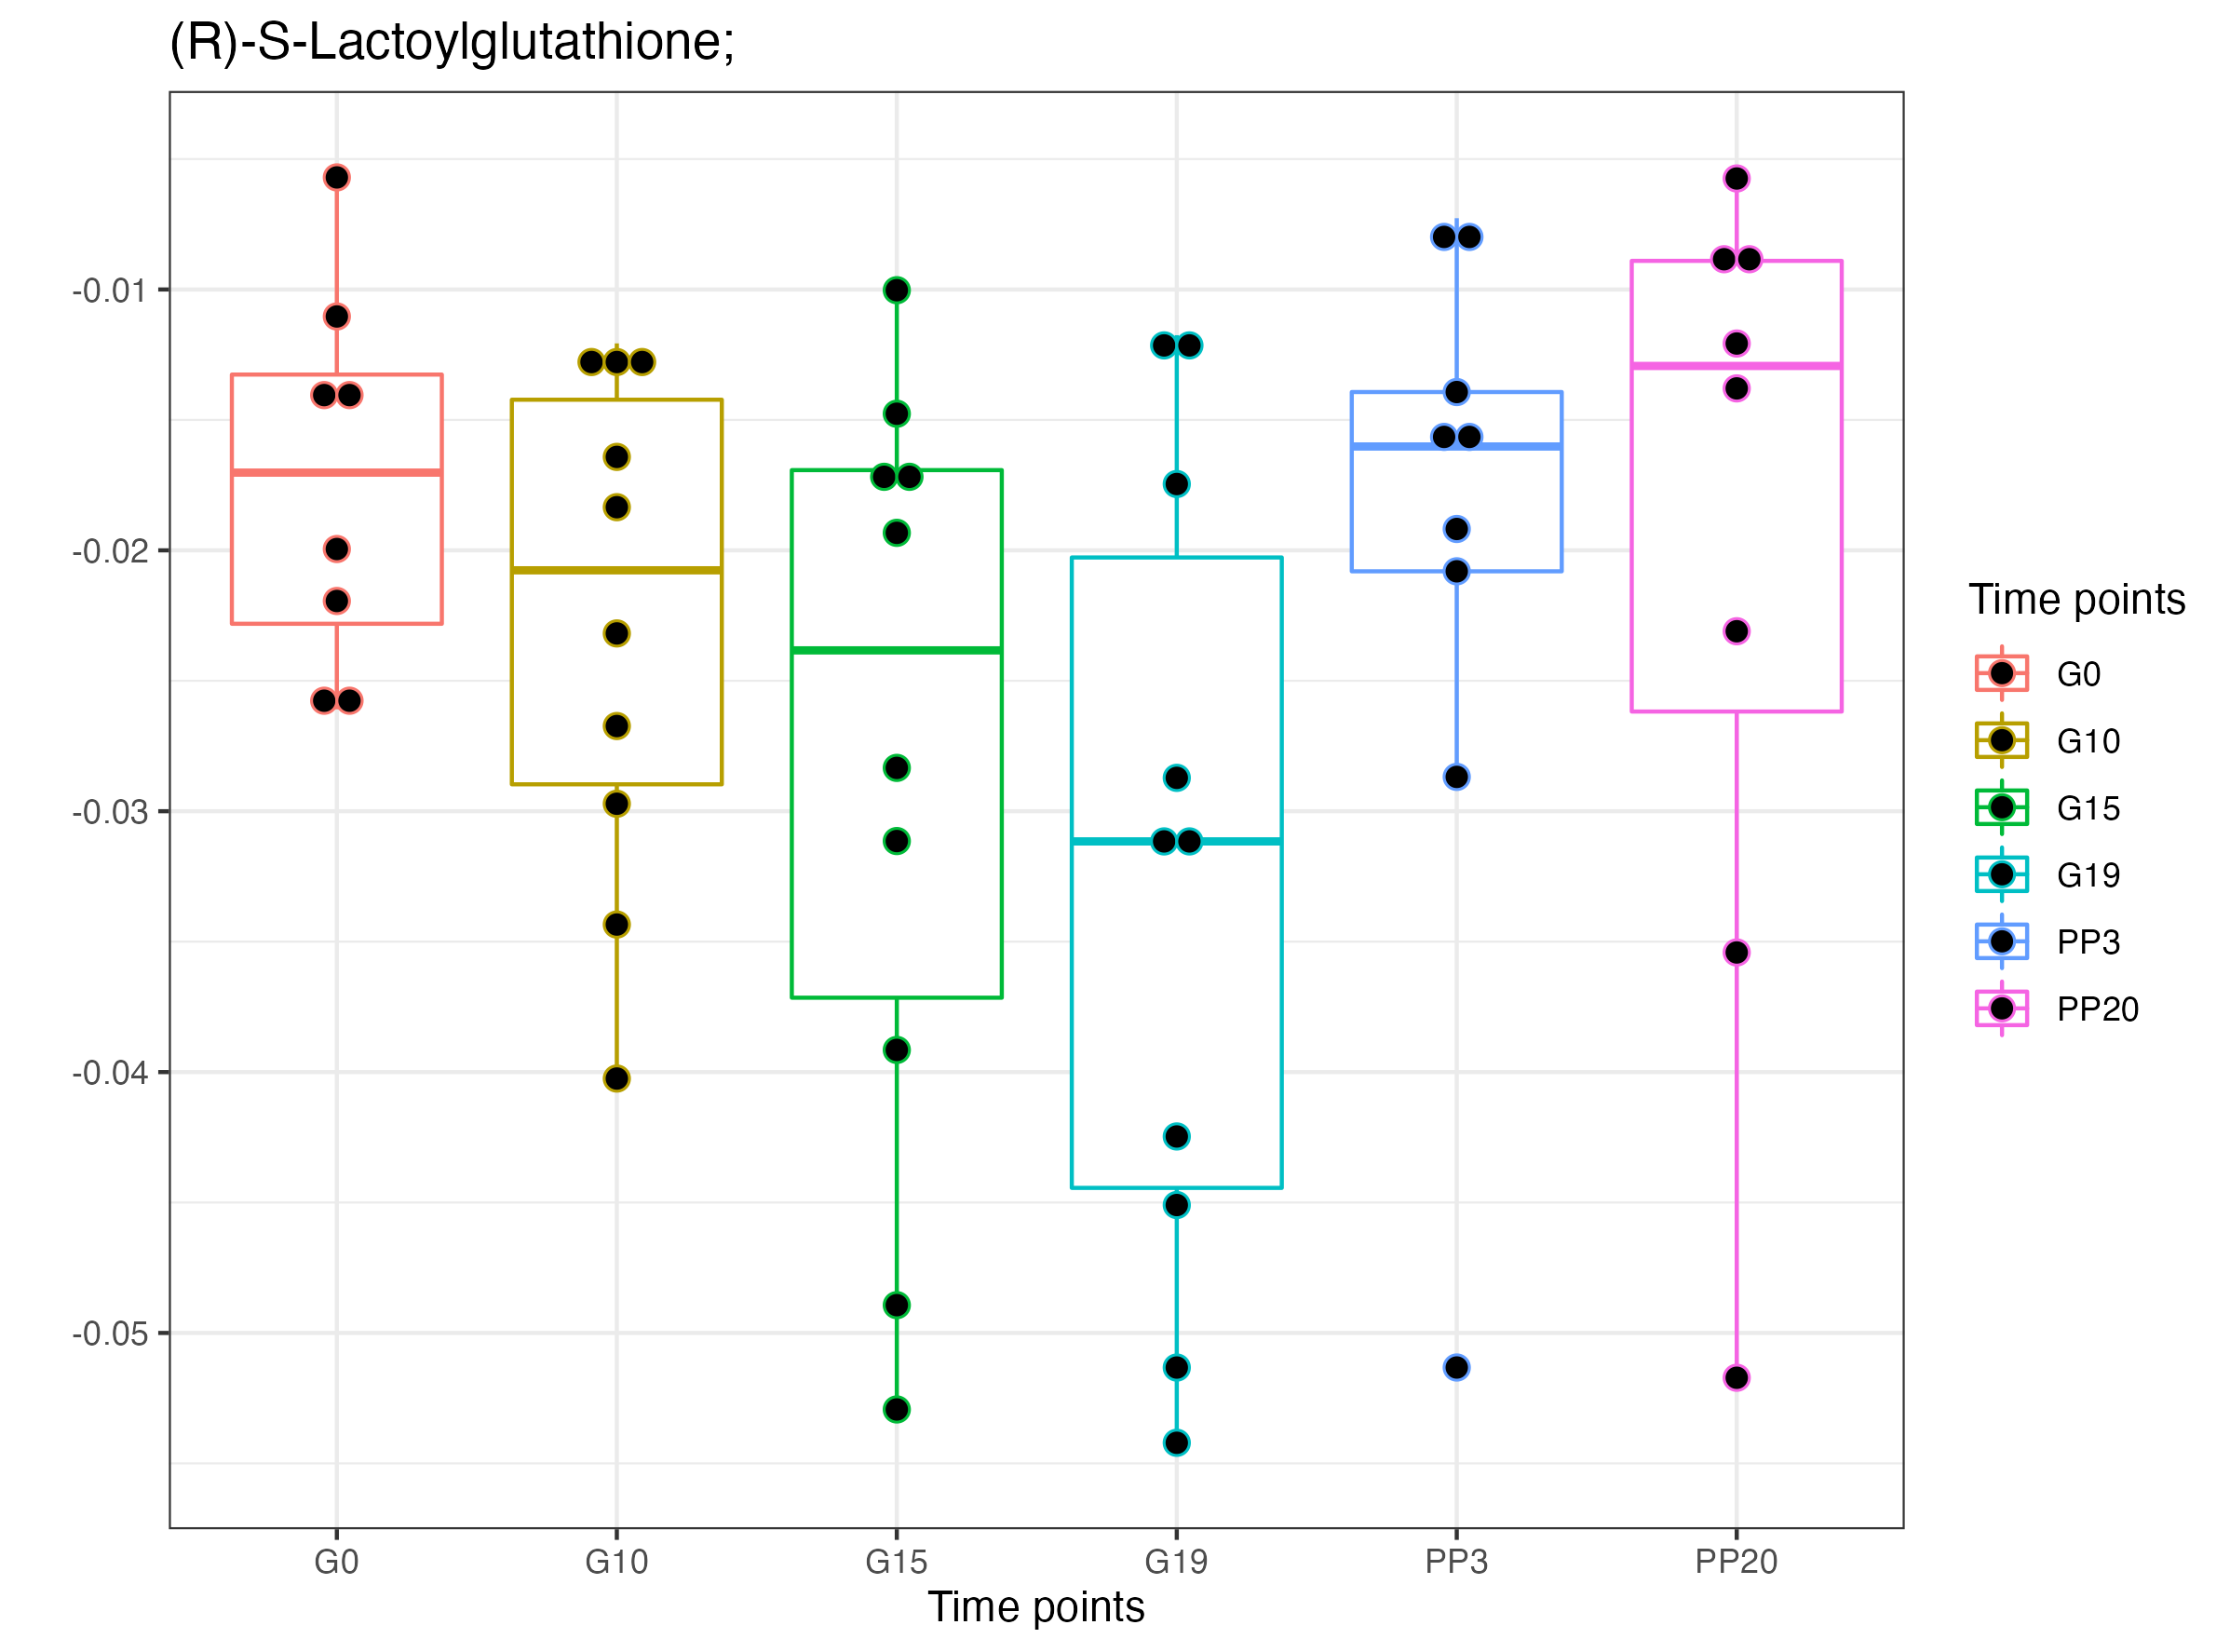 (R)-S-Lactoylglutathione;
-0.01
-0.02
-0.03
-0.04
-0.05
G0 G10 G15 G19 PP3 PP20
Time points
Time points
G0
G10
G15
G19
PP3
PP20